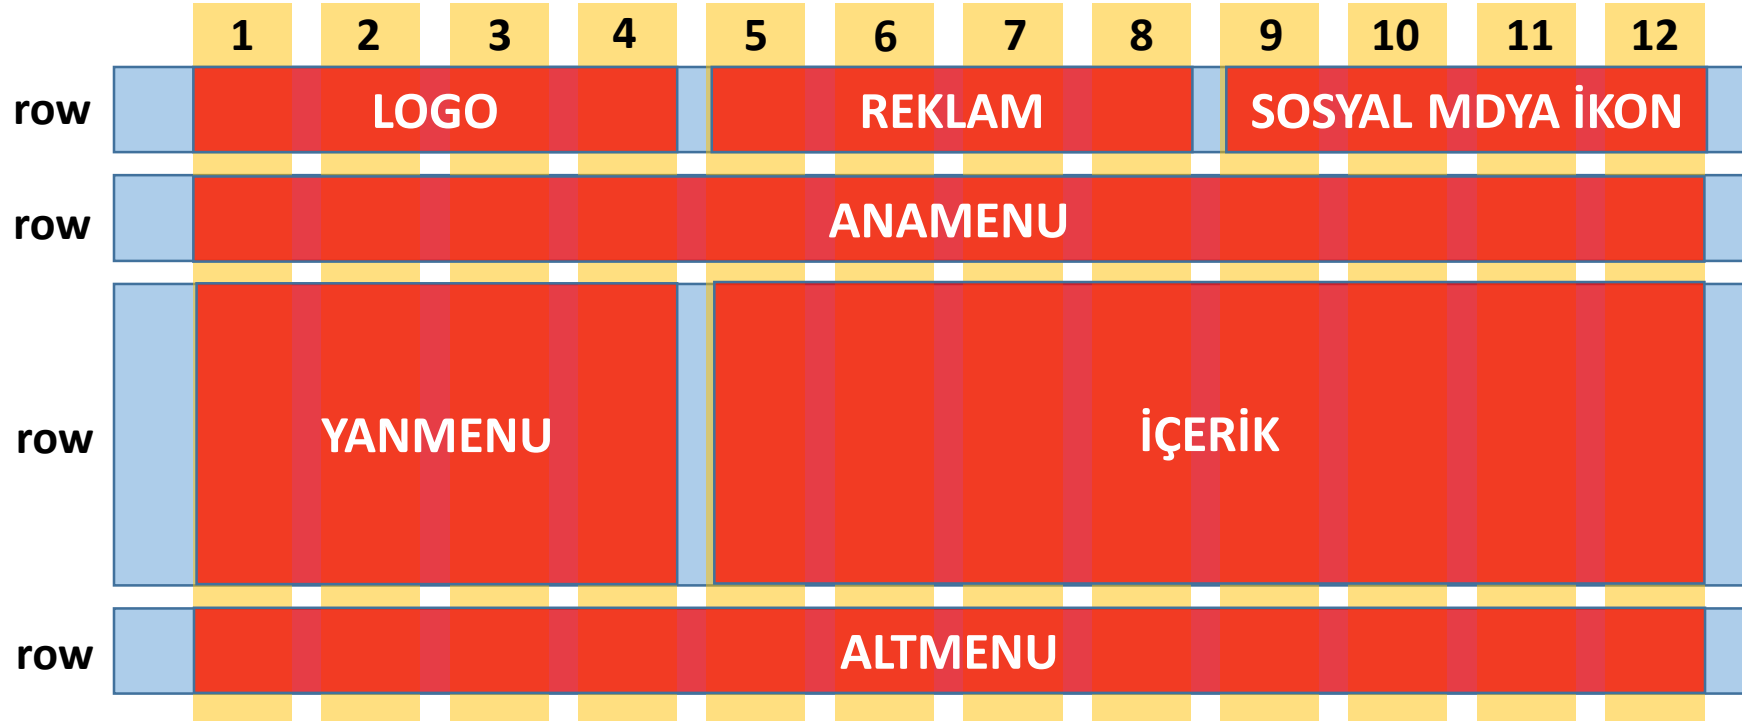 1 2 3 4 5 6 7 8 9 10 11 12
row LOGO REKLAM SOSYAL MDYA İKON
row ANAMENU
row YANMENU İÇERİK
row ALTMENU